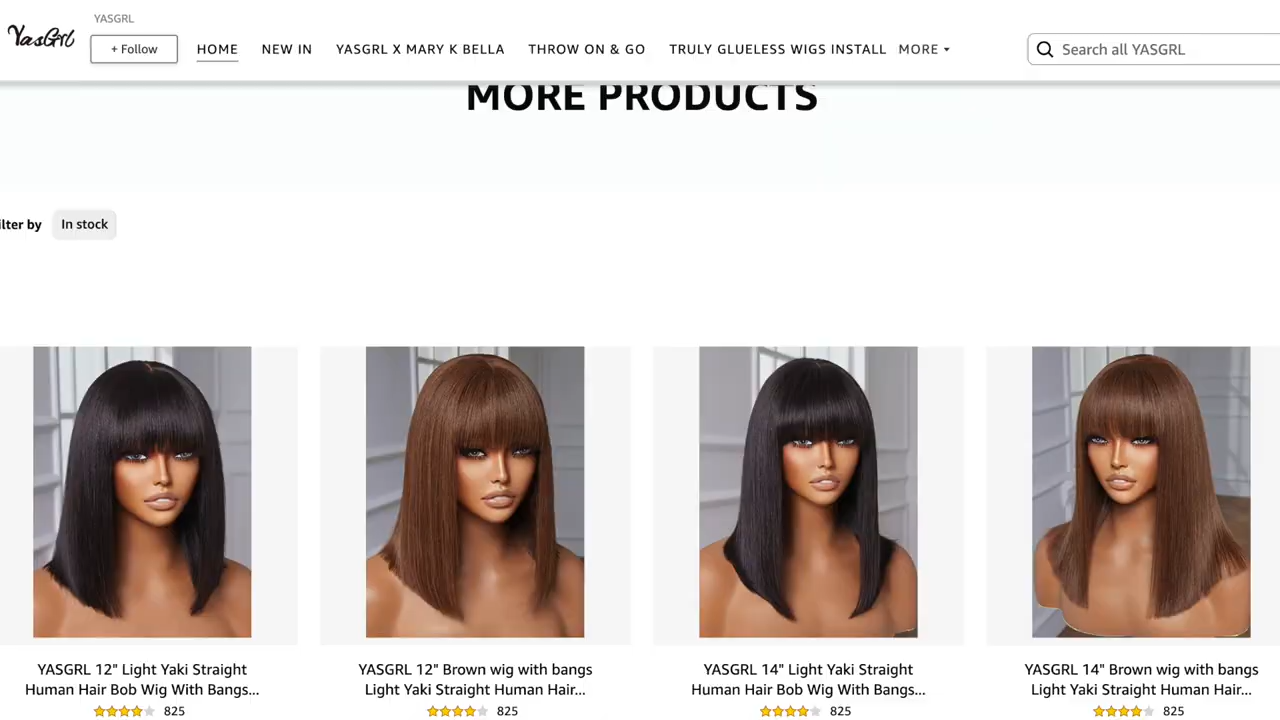 YasGrl
YASGRL
+ Follow
HOME
NEW IN
YASGRL X MARY K BELLA
THROW ON & GO
TRULY GLUELESS WIGS INSTALL
MORE
Search all YASGRL
MORE PRODUCTS
ilter by
In stock
YASGRL 12" Light Yaki Straight
Human Hair Bob Wig With Bangs...
825
YASGRL 12" Brown wig with bangs
Light Yaki Straight Human Hair...
825
YASGRL 14" Light Yaki Straight
Human Hair Bob Wig With Bangs...
825
YASGRL 14" Brown wig with bangs
Light Yaki Straight Human Hair...
825